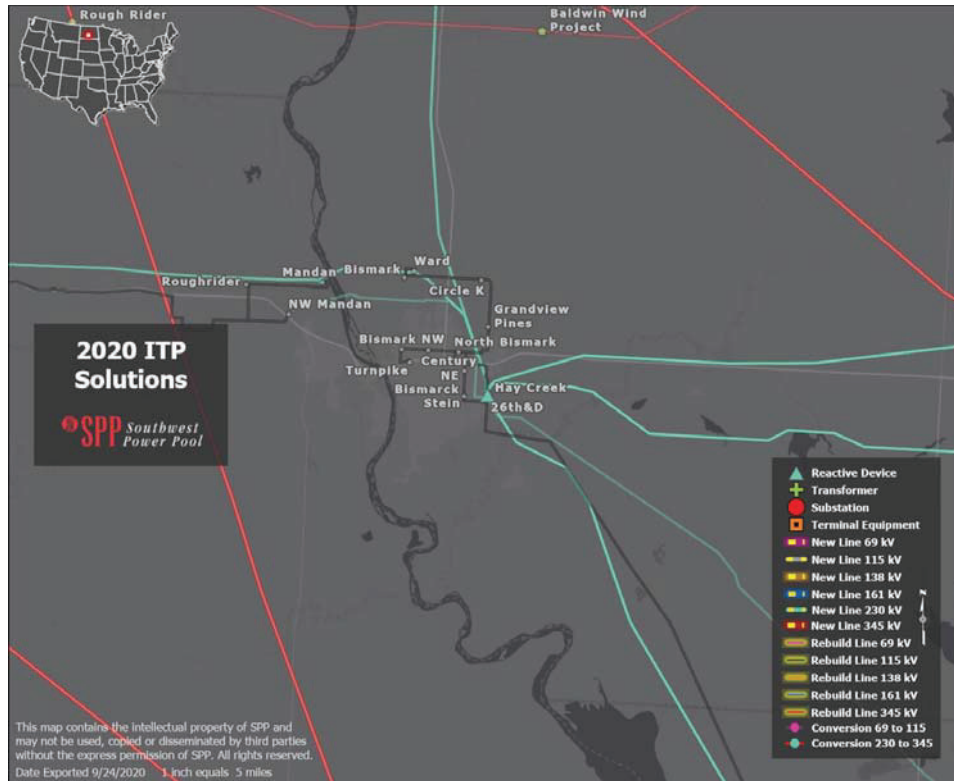 Rough Rider
Baldwin Wind
Project
Ward
Mandan
Bismark
Roughrider
Circle K
NW Mandan
Grandview
Pines
Bismark NW
North Bismark
Century
Turnpike
NE
Bismarck
Hay Creek
Stein
26th&D
2020 ITP
Solutions
SPP Southwest
Power Pool
Reactive Device
Transformer
Substation
Terminal Equipment
New Line 69 kV
New Line 115 kV
New Line 138 kV
New Line 161 kV
New Line 230 kV
New Line 345 kV
N
Rebuild Line 69 kV
Rebuild Line 115 kV
Rebuild Line 138 kV
Rebuild Line 161 kV
Rebuild Line 345 kV
Conversion 69 to 115
Conversion 230 to 345
This map contains the intellectual property of SPP and
may not be used, copied or disseminated by third parties
without the express permission of SPP. All rights reserved.
Date Exported 9/24/2020 1 inch equals 5 miles